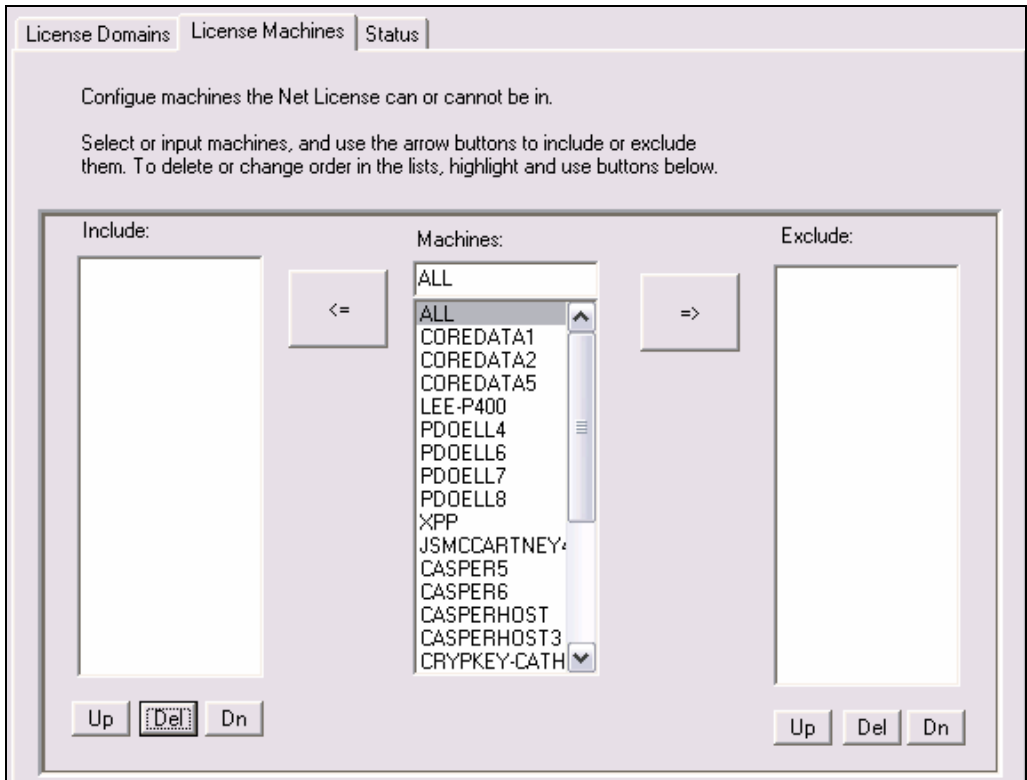 License Domains License Machines Status
Configue machines the Net License can or cannot be in.
Select or input machines, and use the arrow buttons to include or exclude
them. To delete or change order in the lists, highlight and use buttons below.
Include:
Machines:
Exclude:
ALL
<=
=>
ALL
COREDATA1
COREDATA2
COREDATA5
LEE-P400
PDOELL4
PDOELL6
PDOELL7
PDOELL8
XPP
JSMCCARTNEY4
CASPER5
CASPER6
CASPERHOST
CASPERHOST3
CRYPKEY-CATH
Up Del Dn
Up Del Dn